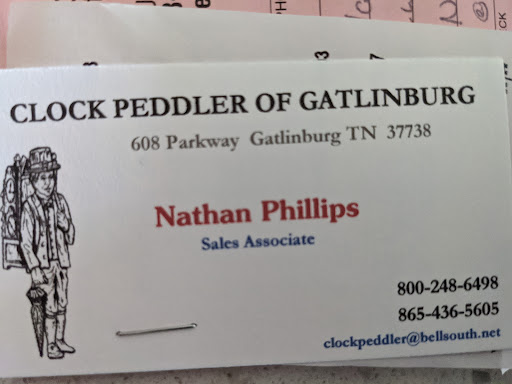 CLOCK PEDDLER OF GATLINBURG
608 Parkway Gatlinburg TN 37738
Nathan Phillips
Sales Associate
800-248-6498
865-436-5605
clockpeddler@bellsouth.net